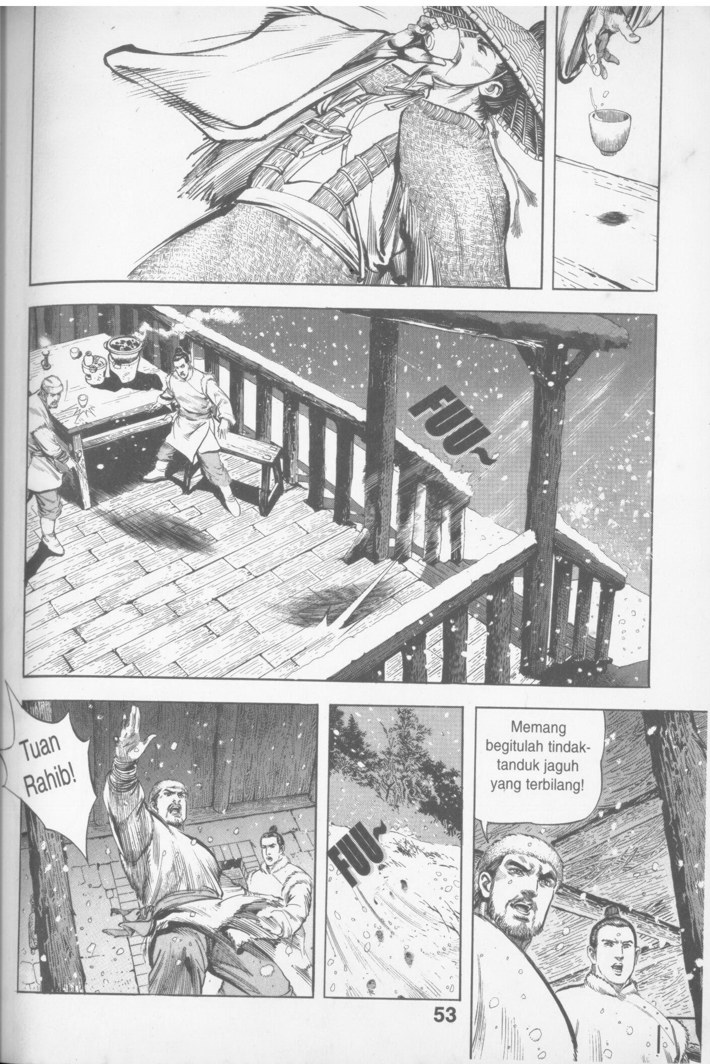 FUU~
Tuan
Rahib!
FUU~
Memang
begitulah tindak-
tanduk jaguh
yang terbilang!
53